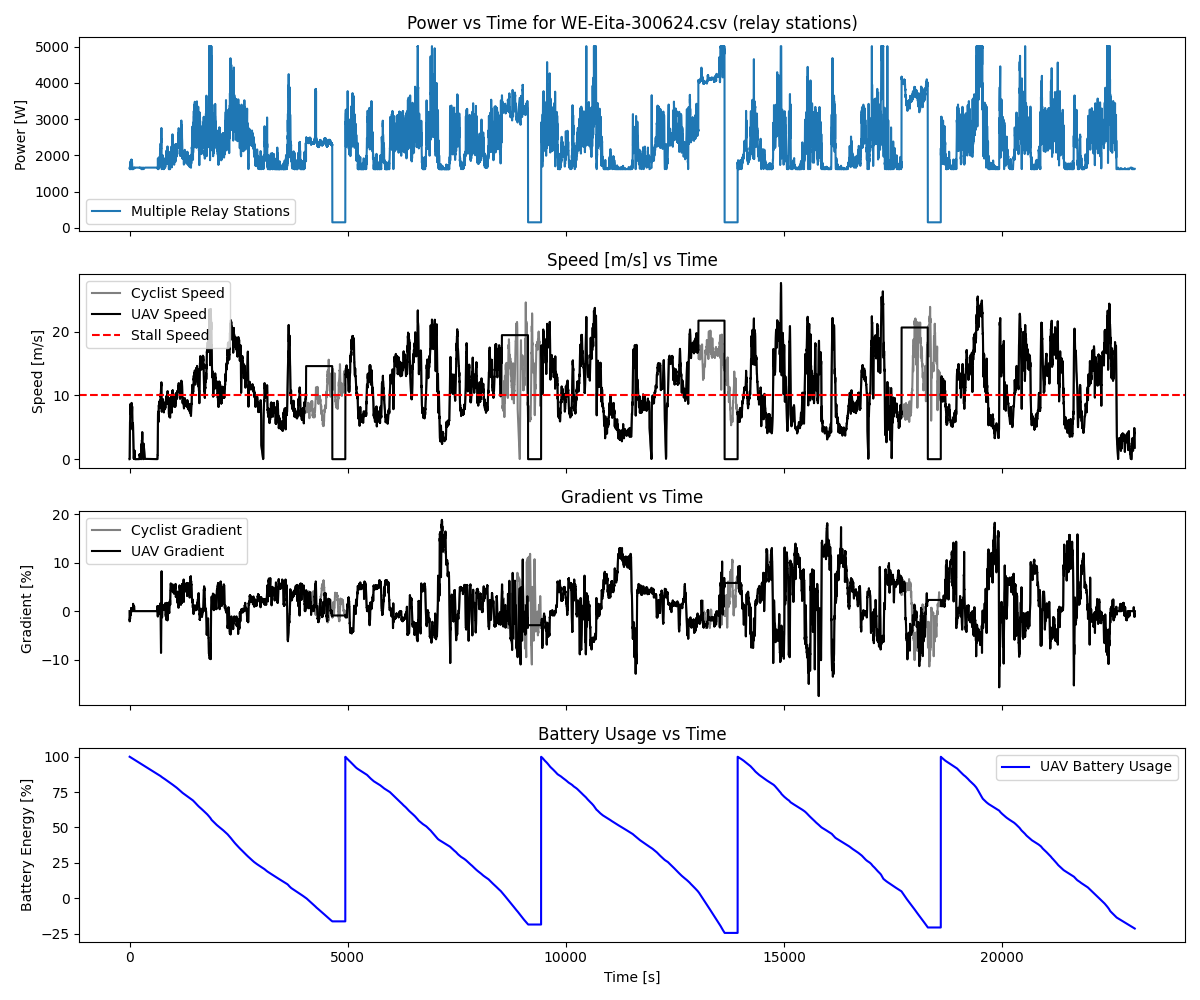 Power vs Time for WE-Eita-300624.csv (relay stations)
5000
4000
3000
2000
1000
0
Power [W]
Multiple Relay Stations
Speed [m/s] vs Time
20
10
0
Speed [m/s]
Cyclist Speed
UAV Speed
Stall Speed
Gradient vs Time
20
10
0
−10
Gradient [%]
Cyclist Gradient
UAV Gradient
Battery Usage vs Time
100
75
50
25
0
−25
Battery Energy [%]
UAV Battery Usage
0
5000
10000
15000
20000
Time [s]